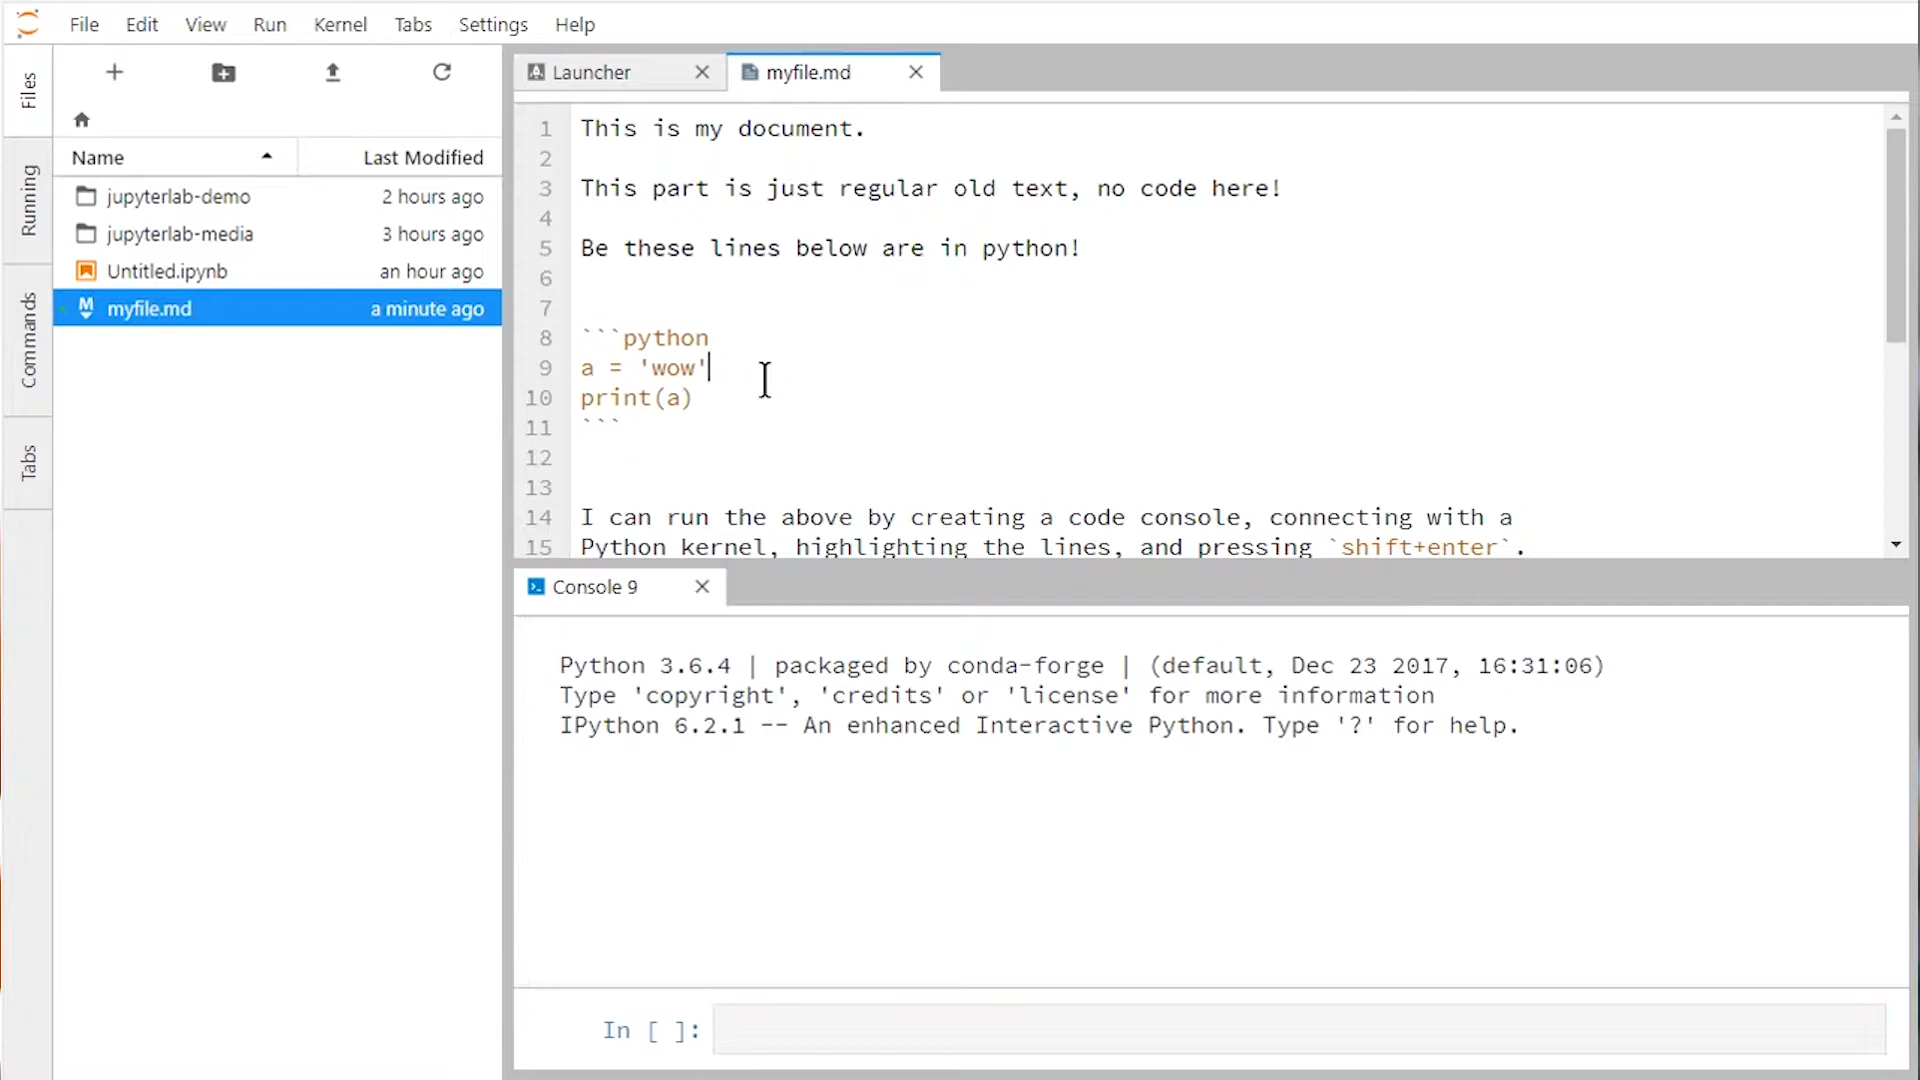 File Edit View Run Kernel Tabs Settings Help
Files
Running
Commands
Tabs
Name Last Modified
jupyterlab-demo 2 hours ago
jupyterlab-media 3 hours ago
Untitled.ipynb an hour ago
myfile.md a minute ago
Launcher myfile.md
1 This is my document.
2
3 This part is just regular old text, no code here!
4
5 Be these lines below are in python!
6
7
8 ```python
9 a = 'wow'
10 print(a)
11 ```
12
13
14 I can run the above by creating a code console, connecting with a
15 Python kernel, highlighting the lines, and pressing `shift+enter`.
Console 9
Python 3.6.4 | packaged by conda-forge | (default, Dec 23 2017, 16:31:06)
Type 'copyright', 'credits' or 'license' for more information
IPython 6.2.1 -- An enhanced Interactive Python. Type '?' for help.
In [ ]: